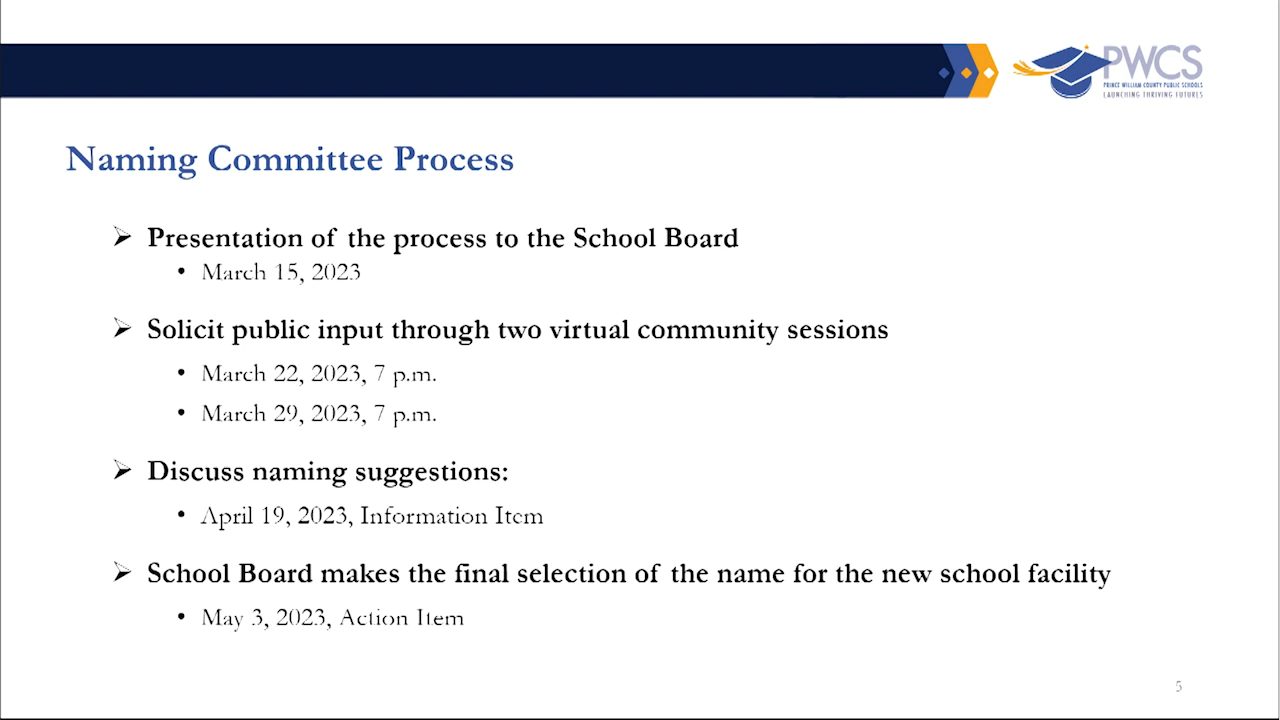 PWCS
PRINCE WILLIAM COUNTY PUBLIC SCHOOLS
LAUNCHING THRIVING FUTURES
Naming Committee Process
➢ Presentation of the process to the School Board
• March 15, 2023
➢ Solicit public input through two virtual community sessions
• March 22, 2023, 7 p.m.
• March 29, 2023, 7 p.m.
➢ Discuss naming suggestions:
• April 19, 2023, Information Item
➢ School Board makes the final selection of the name for the new school facility
• May 3, 2023, Action Item
5